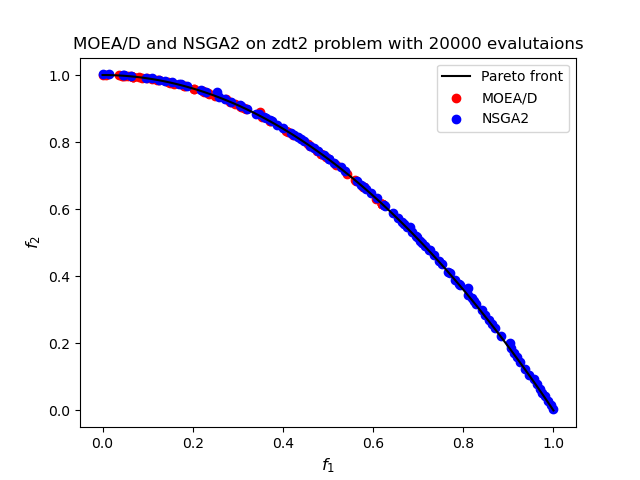 MOEA/D and NSGA2 on zdt2 problem with 20000 evalutaions
Pareto front
MOEA/D
NSGA2
f2
1.0
0.8
0.6
0.4
0.2
0.0
0.0 0.2 0.4 0.6 0.8 1.0
f1